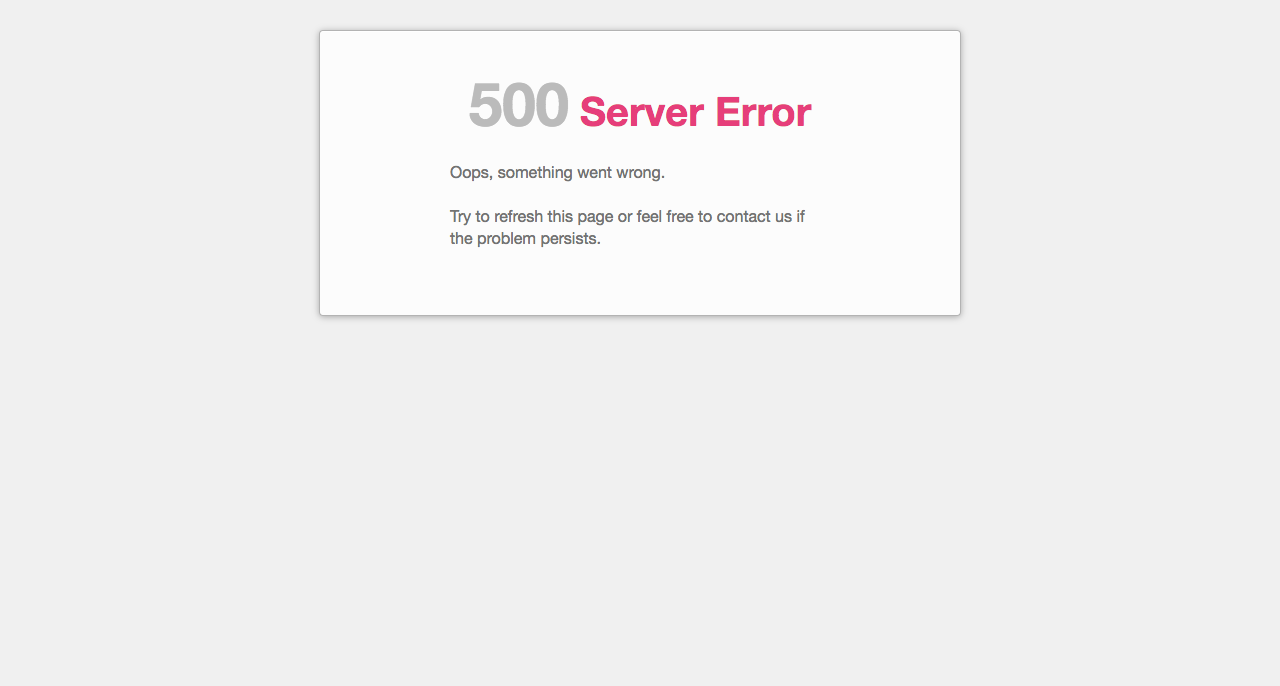 500 Server Error
Oops, something went wrong.
Try to refresh this page or feel free to contact us if
the problem persists.